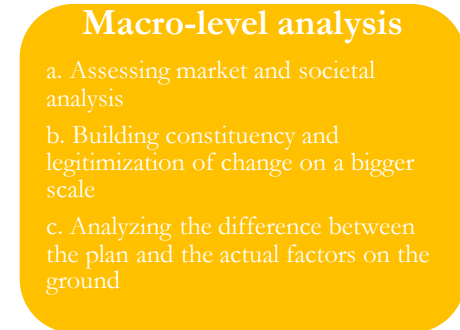 Macro-level analysis
a. Assessing market and societal
analysis
b. Building constituency and
legitimization of change on a bigger
scale
c. Analyzing the difference between
the plan and the actual factors on the
ground